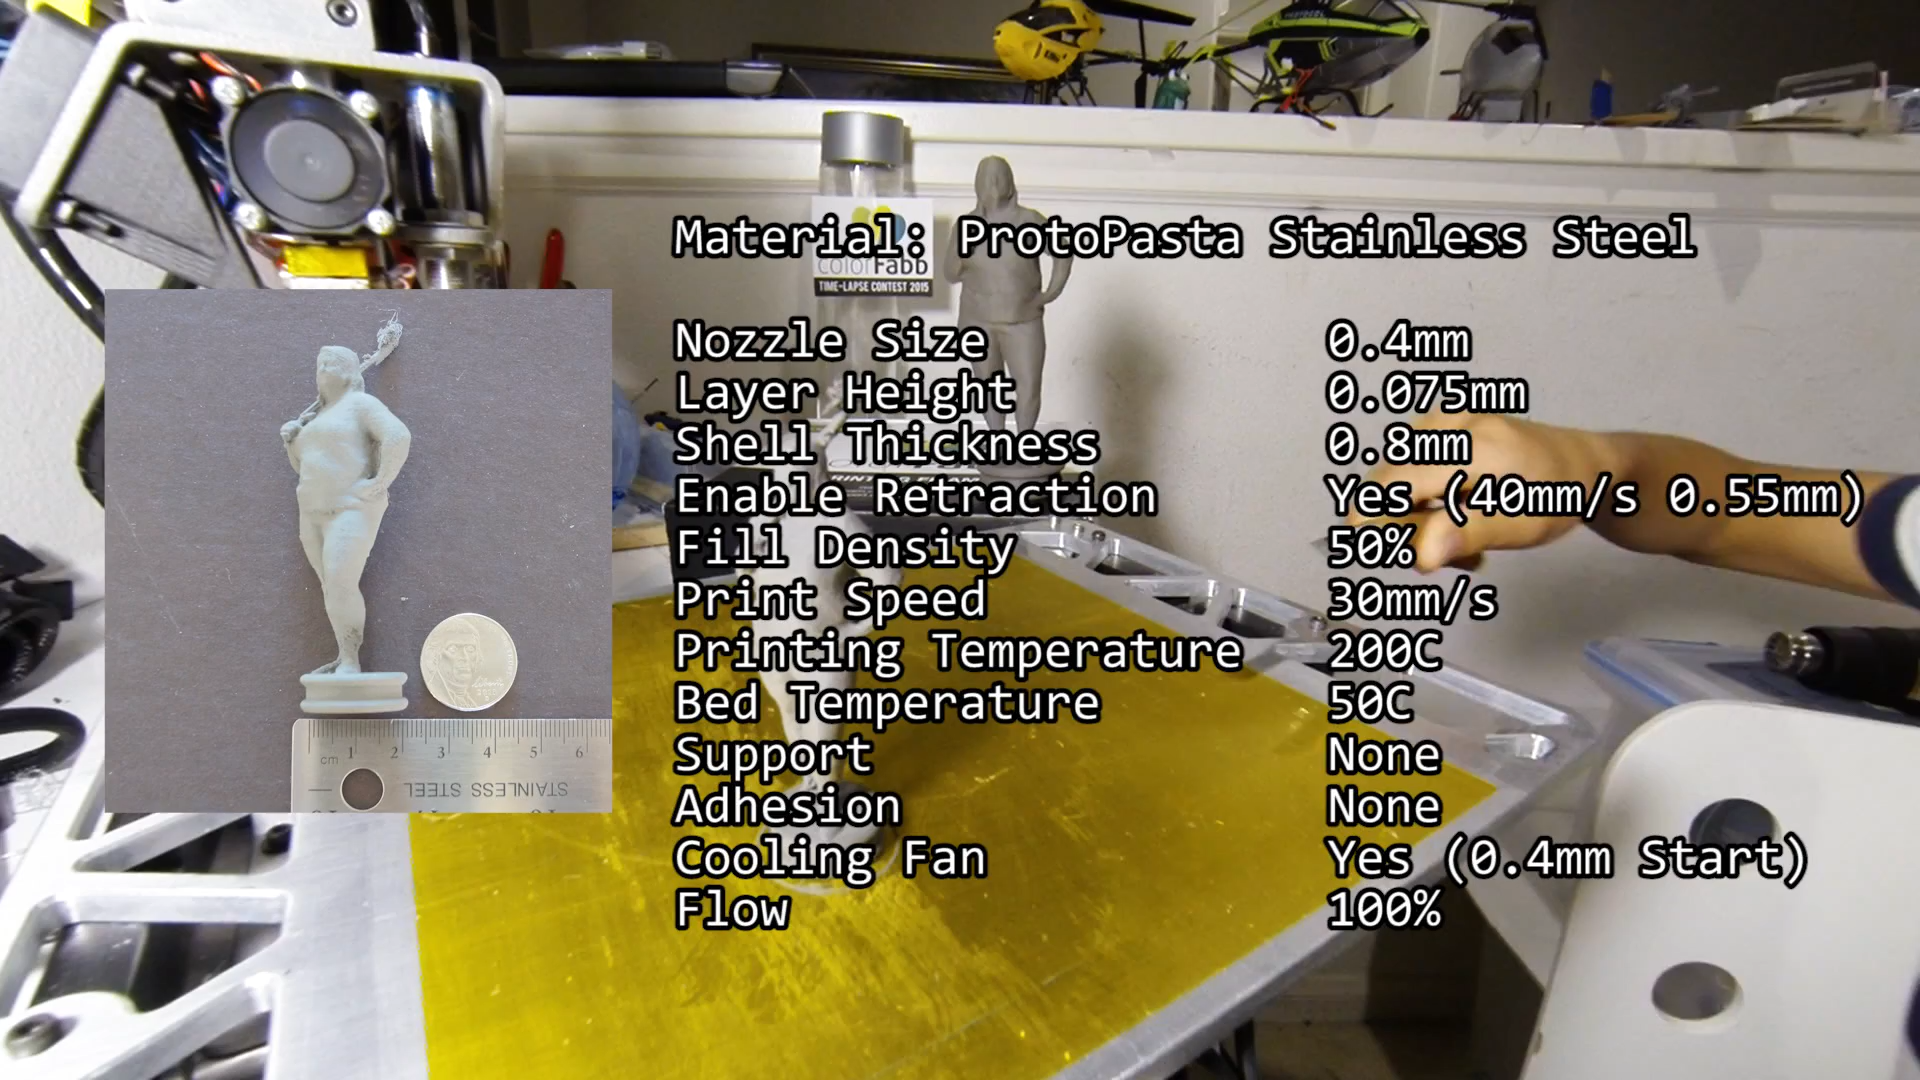 Material: ProtoPasta Stainless Steel
colorFabb
TIME-LAPSE CONTEST 2015
Nozzle Size 0.4mm
Layer Height 0.075mm
Shell Thickness 0.8mm
Enable Retraction Yes (40mm/s 0.55mm)
Fill Density 50%
Print Speed 30mm/s
Printing Temperature 200C
Bed Temperature 50C
Support None
Adhesion None
Cooling Fan Yes (0.4mm Start)
Flow 100%
cm 1 2 3 4 5 6
STAINLESS STEEL